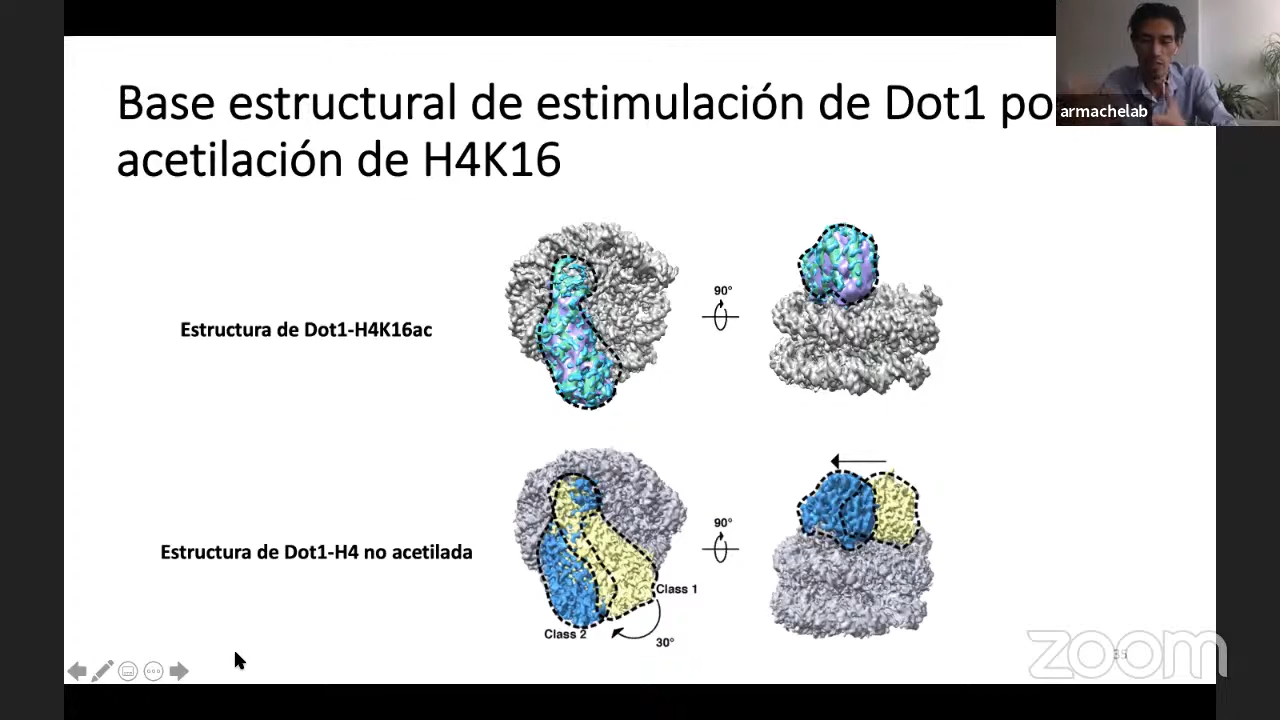 Base estructural de estimulación de Dot1 po
armachelab
acetilación de H4K16
90°
Estructura de Dot1-H4K16ac
90°
Estructura de Dot1-H4 no acetilada
Class 1
Class 2
30°
zoom
35